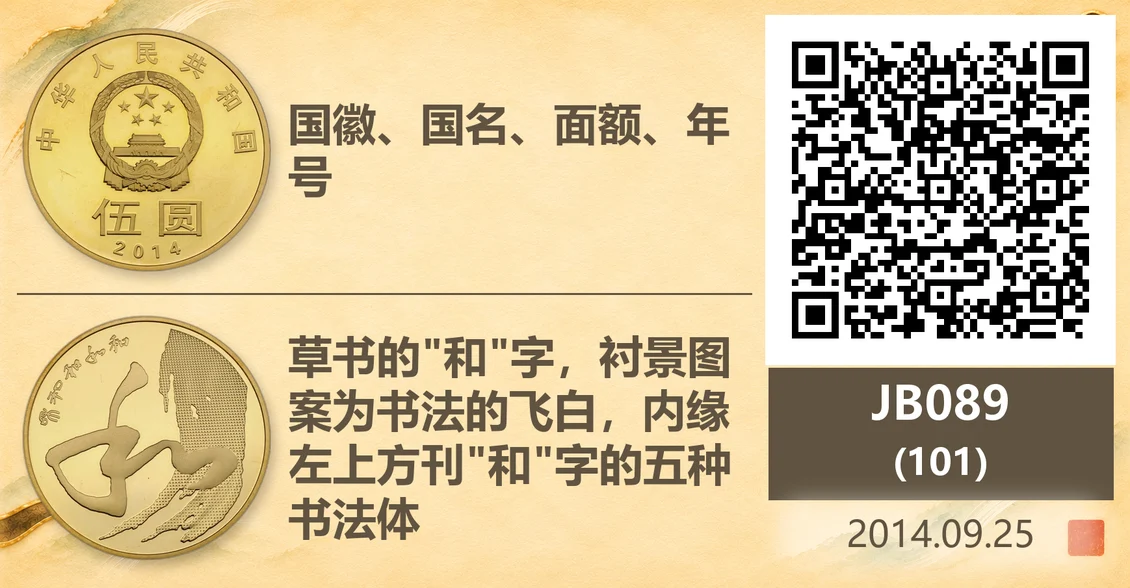 中华人民共和国
伍圆
2014
国徽、国名、面额、年
号
草书的"和"字，衬景图
案为书法的飞白，内缘
左上方刊"和"字的五种
书法体
JB089
(101)
2014.09.25